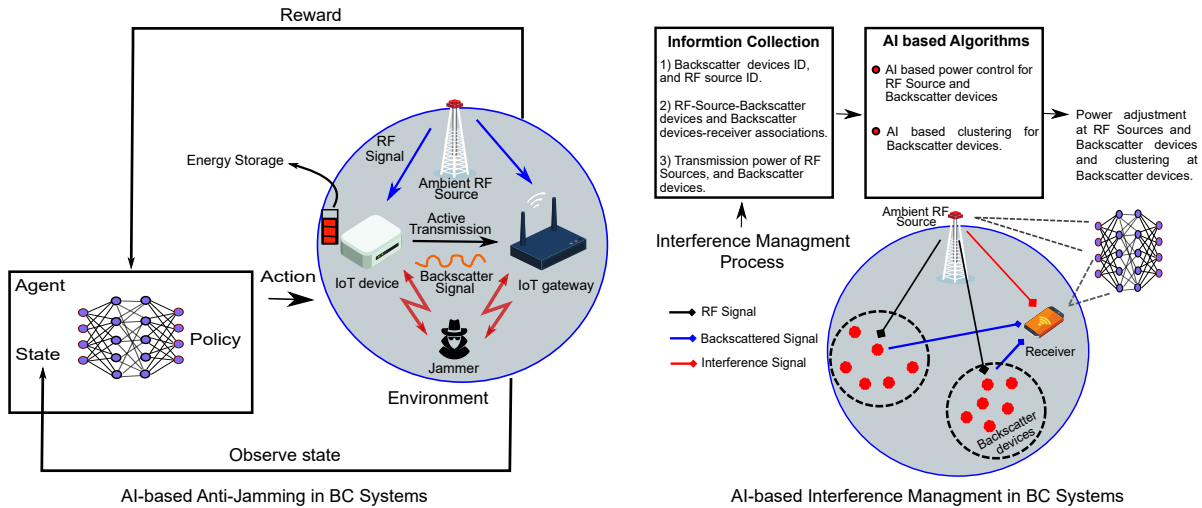 Reward
RF
Signal
Energy Storage
Ambient RF
Source
Active
Transmission
Backscatter
Signal
IoT device
IoT gateway
Jammer
Environment
Action
Agent
State
Policy
Observe state
AI-based Anti-Jamming in BC Systems
Informtion Collection
1) Backscatter devices ID,
and RF source ID.
2) RF-Source-Backscatter
devices and Backscatter
devices-receiver associations.
3) Transmission power of RF
Sources, and Backscatter
devices.
AI based Algorithms
AI based power control for
RF Source and
Backscatter devices
AI based clustering for
Backscatter devices.
Power adjustment
at RF Sources and
Backscatter devices
and clustering at
Backscatter devices.
Interference Managment
Process
Ambient RF
Source
RF Signal
Backscattered Signal
Interference Signal
Receiver
Backscatter
devices
AI-based Interference Managment in BC Systems